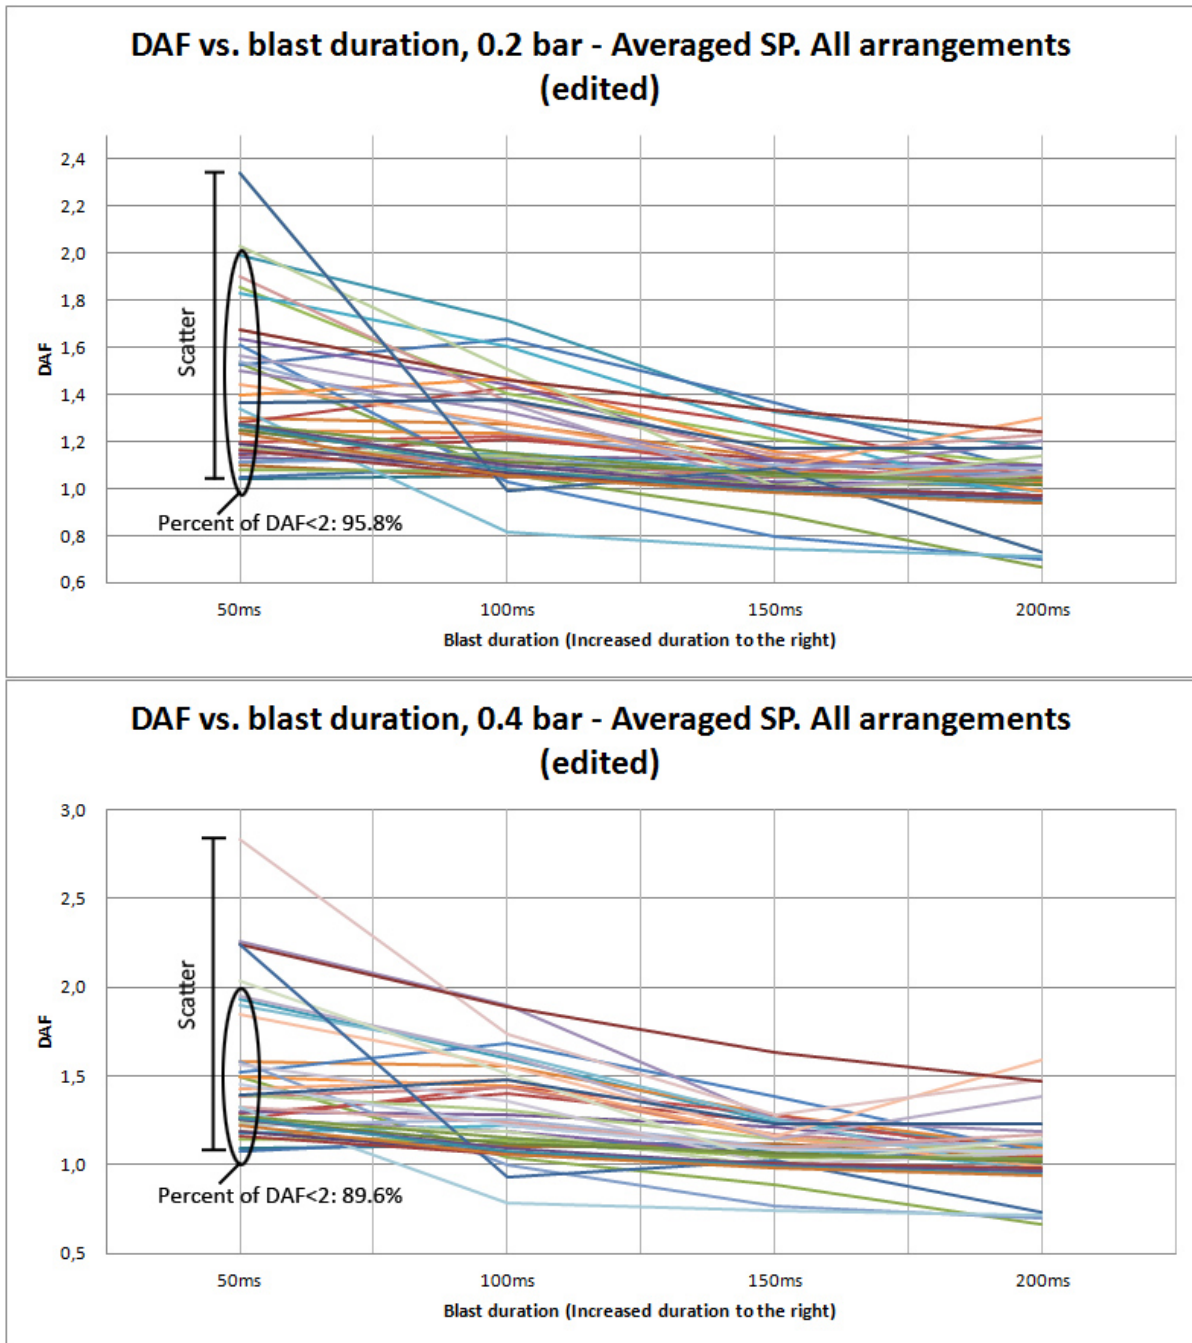 DAF vs. blast duration, 0.2 bar - Averaged SP. All arrangements
(edited)
2,4
2,2
2,0
1,8
1,6
1,4
1,2
1,0
0,8
0,6
DAF
Scatter
Percent of DAF<2: 95.8%
50ms
100ms
150ms
200ms
Blast duration (Increased duration to the right)
DAF vs. blast duration, 0.4 bar - Averaged SP. All arrangements
(edited)
3,0
2,5
2,0
1,5
1,0
0,5
DAF
Scatter
Percent of DAF<2: 89.6%
50ms
100ms
150ms
200ms
Blast duration (Increased duration to the right)